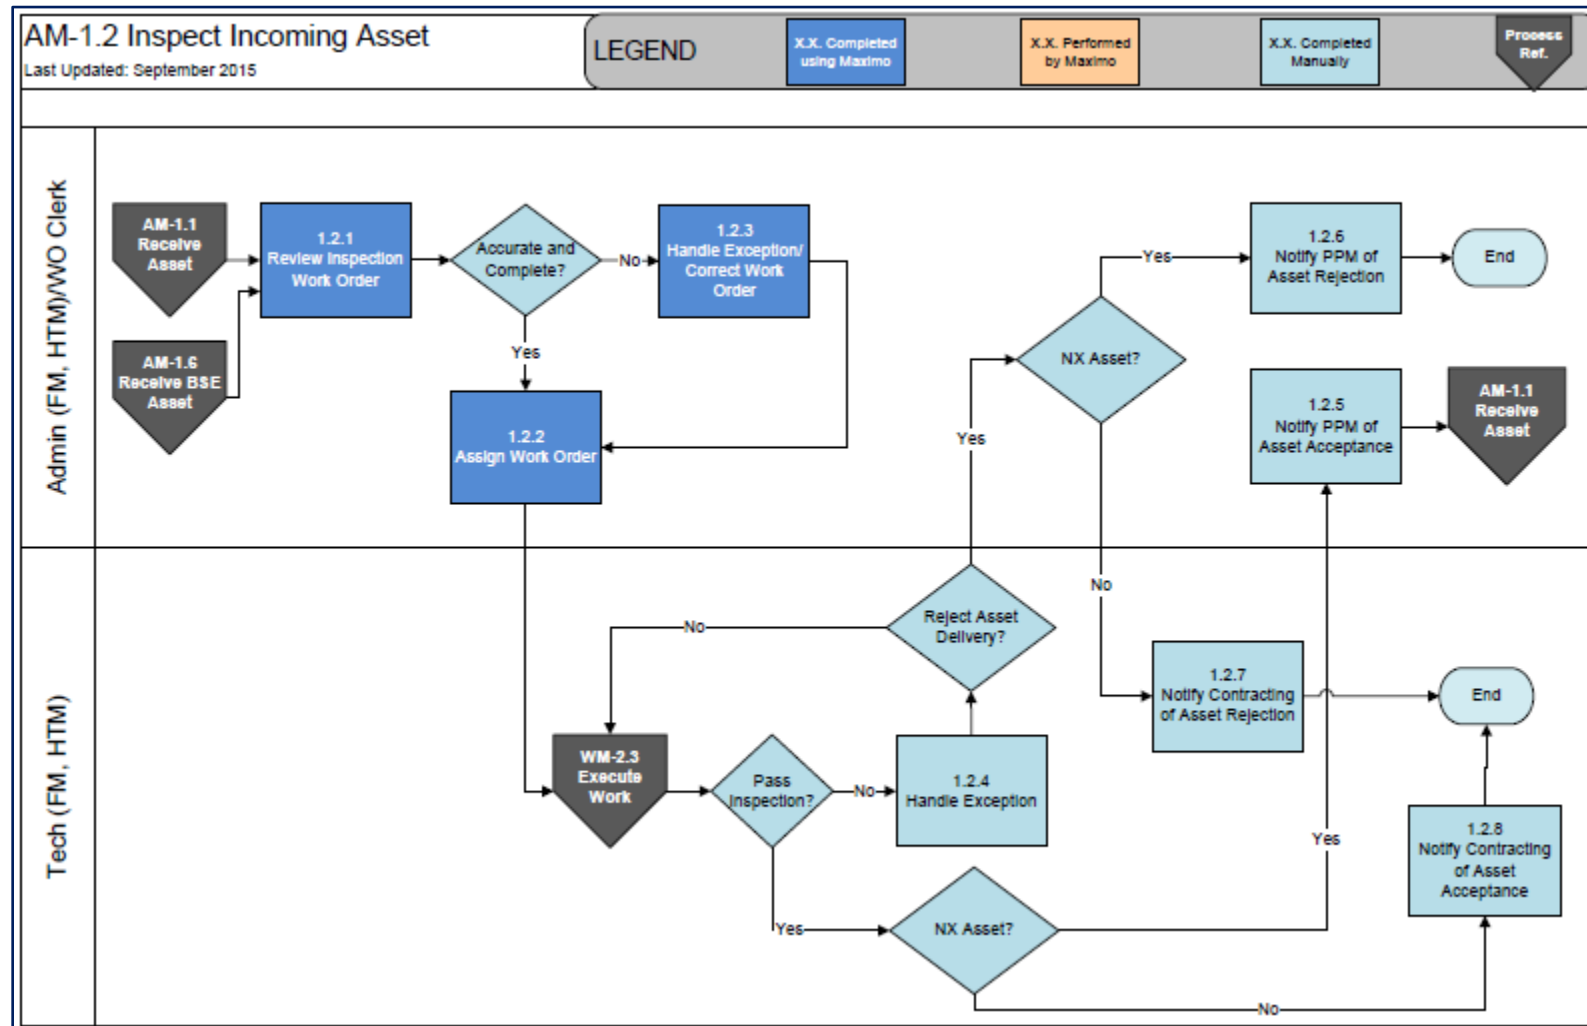 AM-1.2 Inspect Incoming Asset
Last Updated: September 2015
LEGEND
X.X. Completed
using Maximo
X.X. Performed
by Maximo
X.X. Completed
Manually
Process
Ref.
Admin (FM, HTM)/WO Clerk
AM-1.1
Receive
Asset
1.2.1
Review Inspection
Work Order
Accurate and
Complete?
No
1.2.3
Handle Exception/
Correct Work
Order
Yes
AM-1.6
Receive BSE
Asset
1.2.2
Assign Work Order
NX Asset?
Yes
1.2.6
Notify PPM of
Asset Rejection
End
1.2.5
Notify PPM of
Asset Acceptance
AM-1.1
Receive
Asset
Yes
No
Tech (FM, HTM)
Reject Asset
Delivery?
No
1.2.7
Notify Contracting
of Asset Rejection
End
WM-2.3
Execute
Work
Pass
Inspection?
No
1.2.4
Handle Exception
Yes
1.2.8
Notify Contracting
of Asset
Acceptance
Yes
NX Asset?
No